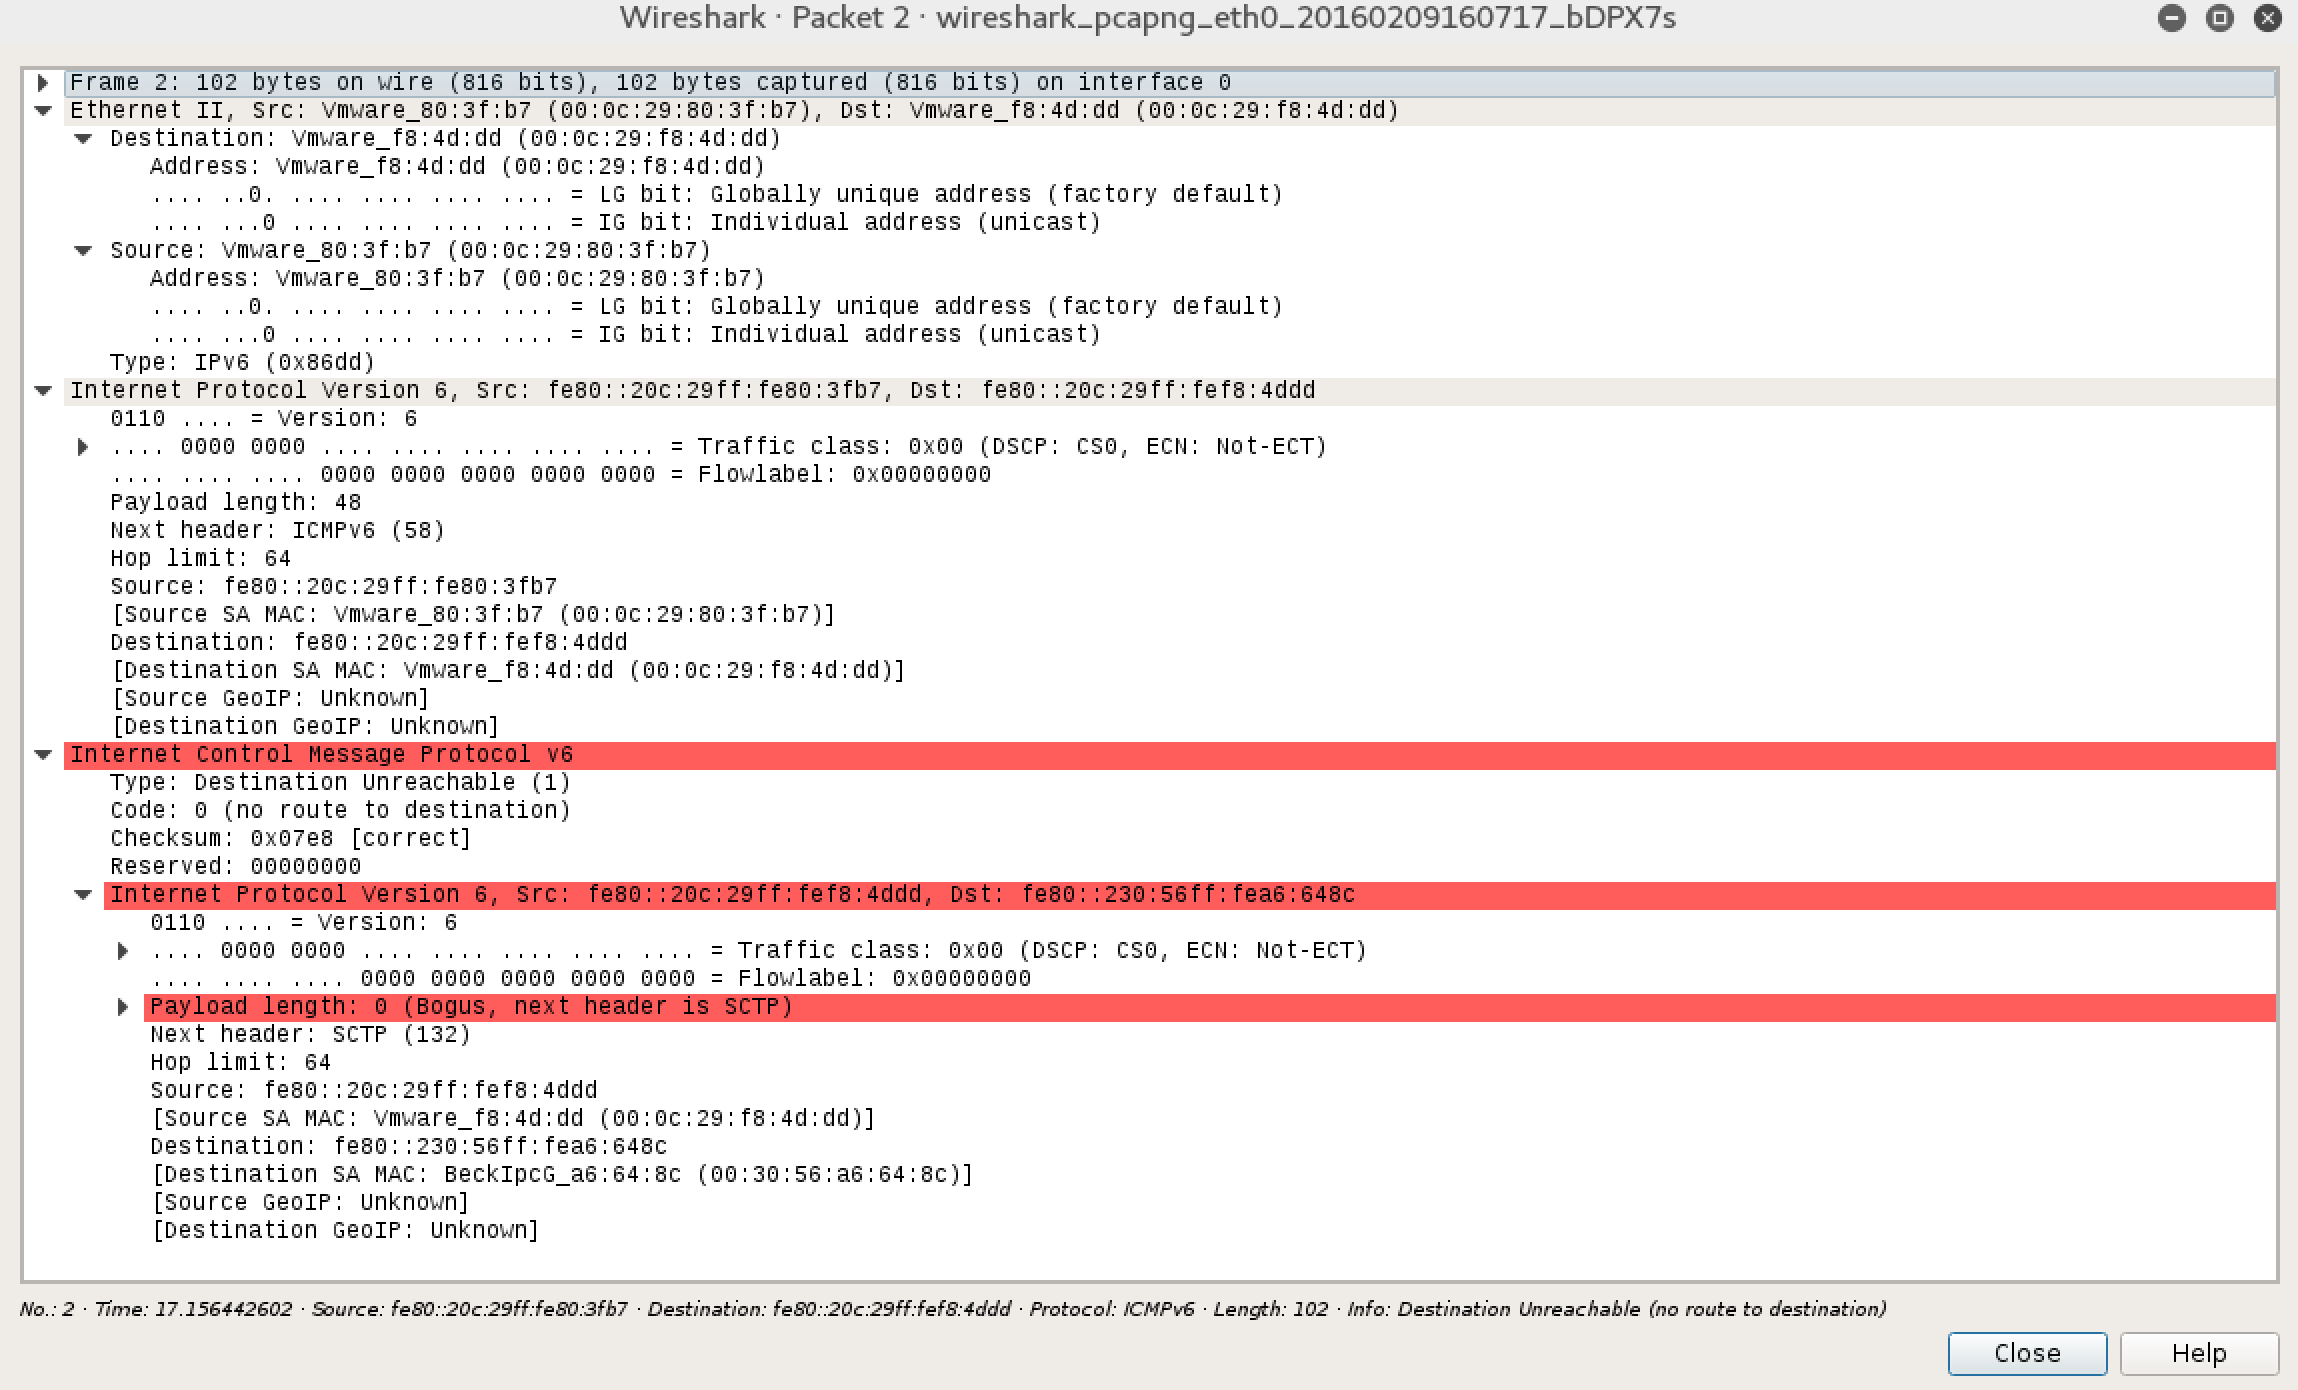 Wireshark · Packet 2 · wireshark_pcapng_eth0_20160209160717_bDPX7s
Frame 2: 102 bytes on wire (816 bits), 102 bytes captured (816 bits) on interface 0
Ethernet II, Src: Vmware_80:3f:b7 (00:0c:29:80:3f:b7), Dst: Vmware_f8:4d:dd (00:0c:29:f8:4d:dd)
Destination: Vmware_f8:4d:dd (00:0c:29:f8:4d:dd)
Address: Vmware_f8:4d:dd (00:0c:29:f8:4d:dd)
.... ..0. .... .... .... .... = LG bit: Globally unique address (factory default)
.... ...0 .... .... .... .... = IG bit: Individual address (unicast)
Source: Vmware_80:3f:b7 (00:0c:29:80:3f:b7)
Address: Vmware_80:3f:b7 (00:0c:29:80:3f:b7)
.... ..0. .... .... .... .... = LG bit: Globally unique address (factory default)
.... ...0 .... .... .... .... = IG bit: Individual address (unicast)
Type: IPv6 (0x86dd)
Internet Protocol Version 6, Src: fe80::20c:29ff:fe80:3fb7, Dst: fe80::20c:29ff:fef8:4ddd
0110 .... = Version: 6
.... 0000 0000 .... .... .... .... .... = Traffic class: 0x00 (DSCP: CS0, ECN: Not-ECT)
.... .... .... 0000 0000 0000 0000 0000 = Flowlabel: 0x00000000
Payload length: 48
Next header: ICMPv6 (58)
Hop limit: 64
Source: fe80::20c:29ff:fe80:3fb7
[Source SA MAC: Vmware_80:3f:b7 (00:0c:29:80:3f:b7)]
Destination: fe80::20c:29ff:fef8:4ddd
[Destination SA MAC: Vmware_f8:4d:dd (00:0c:29:f8:4d:dd)]
[Source GeoIP: Unknown]
[Destination GeoIP: Unknown]
Internet Control Message Protocol v6
Type: Destination Unreachable (1)
Code: 0 (no route to destination)
Checksum: 0x07e8 [correct]
Reserved: 00000000
Internet Protocol Version 6, Src: fe80::20c:29ff:fef8:4ddd, Dst: fe80::230:56ff:fea6:648c
0110 .... = Version: 6
.... 0000 0000 .... .... .... .... .... = Traffic class: 0x00 (DSCP: CS0, ECN: Not-ECT)
.... .... .... 0000 0000 0000 0000 0000 = Flowlabel: 0x00000000
Payload length: 0 (Bogus, next header is SCTP)
Next header: SCTP (132)
Hop limit: 64
Source: fe80::20c:29ff:fef8:4ddd
[Source SA MAC: Vmware_f8:4d:dd (00:0c:29:f8:4d:dd)]
Destination: fe80::230:56ff:fea6:648c
[Destination SA MAC: BeckIpcG_a6:64:8c (00:30:56:a6:64:8c)]
[Source GeoIP: Unknown]
[Destination GeoIP: Unknown]
No.: 2 · Time: 17.156442602 · Source: fe80::20c:29ff:fe80:3fb7 · Destination: fe80::20c:29ff:fef8:4ddd · Protocol: ICMPv6 · Length: 102 · Info: Destination Unreachable (no route to destination)
Close Help